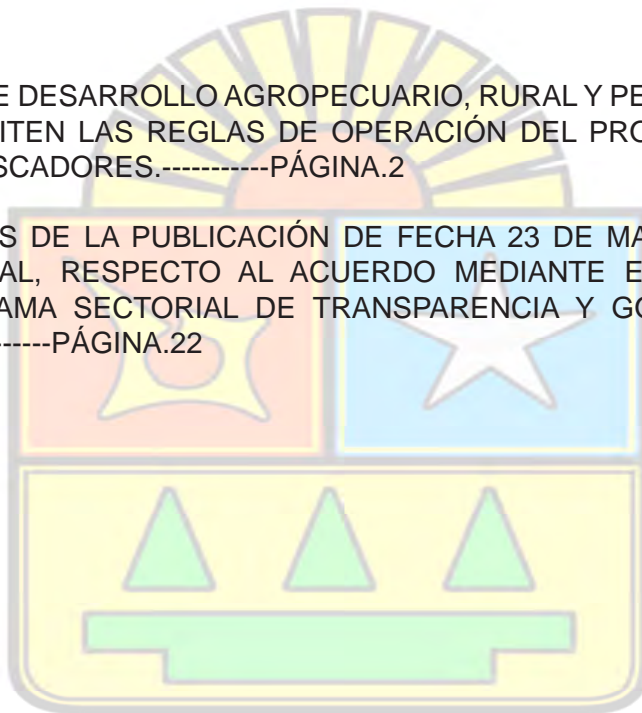 E DESARROLLO AGROPECUARIO, RURAL Y PE
ITEN LAS REGLAS DE OPERACIÓN DEL PRO
SCADORES.-----------PÁGINA.2
S DE LA PUBLICACIÓN DE FECHA 23 DE MA
AL, RESPECTO AL ACUERDO MEDIANTE E
AMA SECTORIAL DE TRANSPARENCIA Y GO
------PÁGINA.22